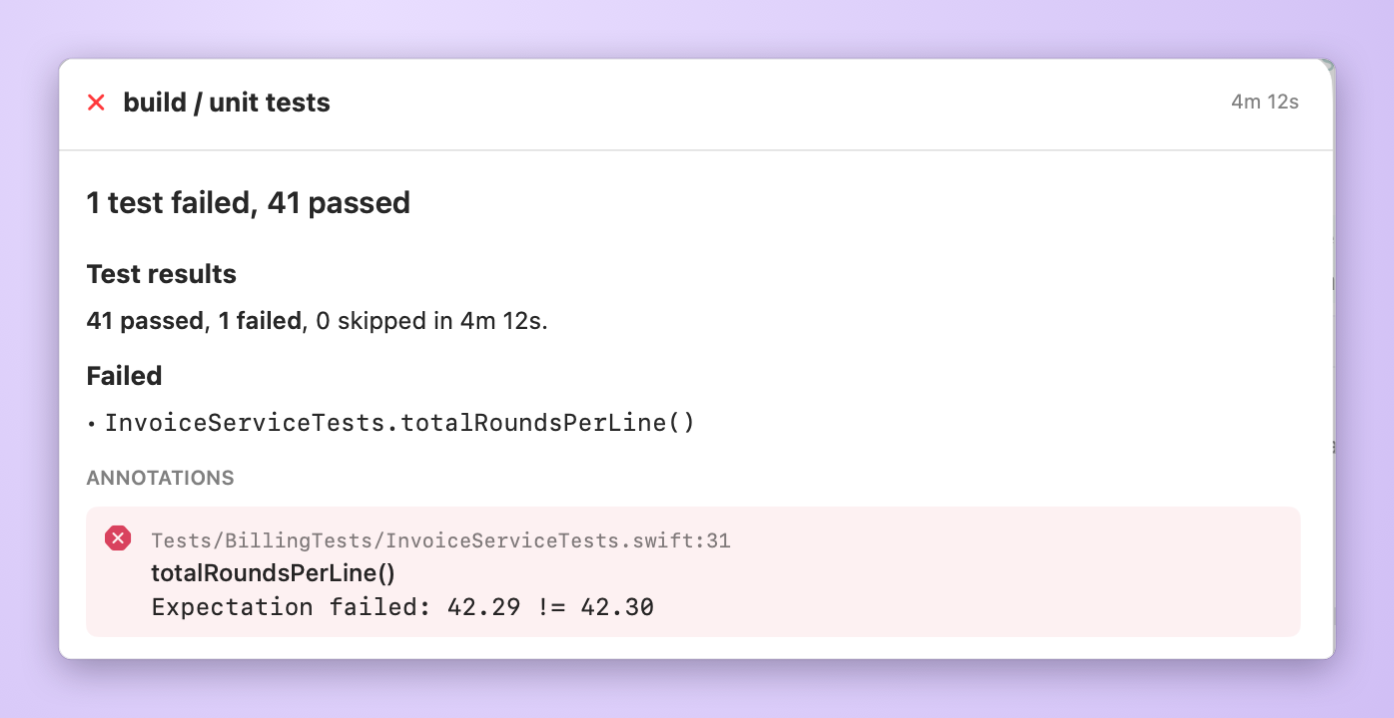 build / unit tests
4m 12s
1 test failed, 41 passed
Test results
41 passed, 1 failed, 0 skipped in 4m 12s.
Failed
• InvoiceServiceTests.totalRoundsPerLine()
ANNOTATIONS
Tests/BillingTests/InvoiceServiceTests.swift:31
totalRoundsPerLine()
Expectation failed: 42.29 != 42.30